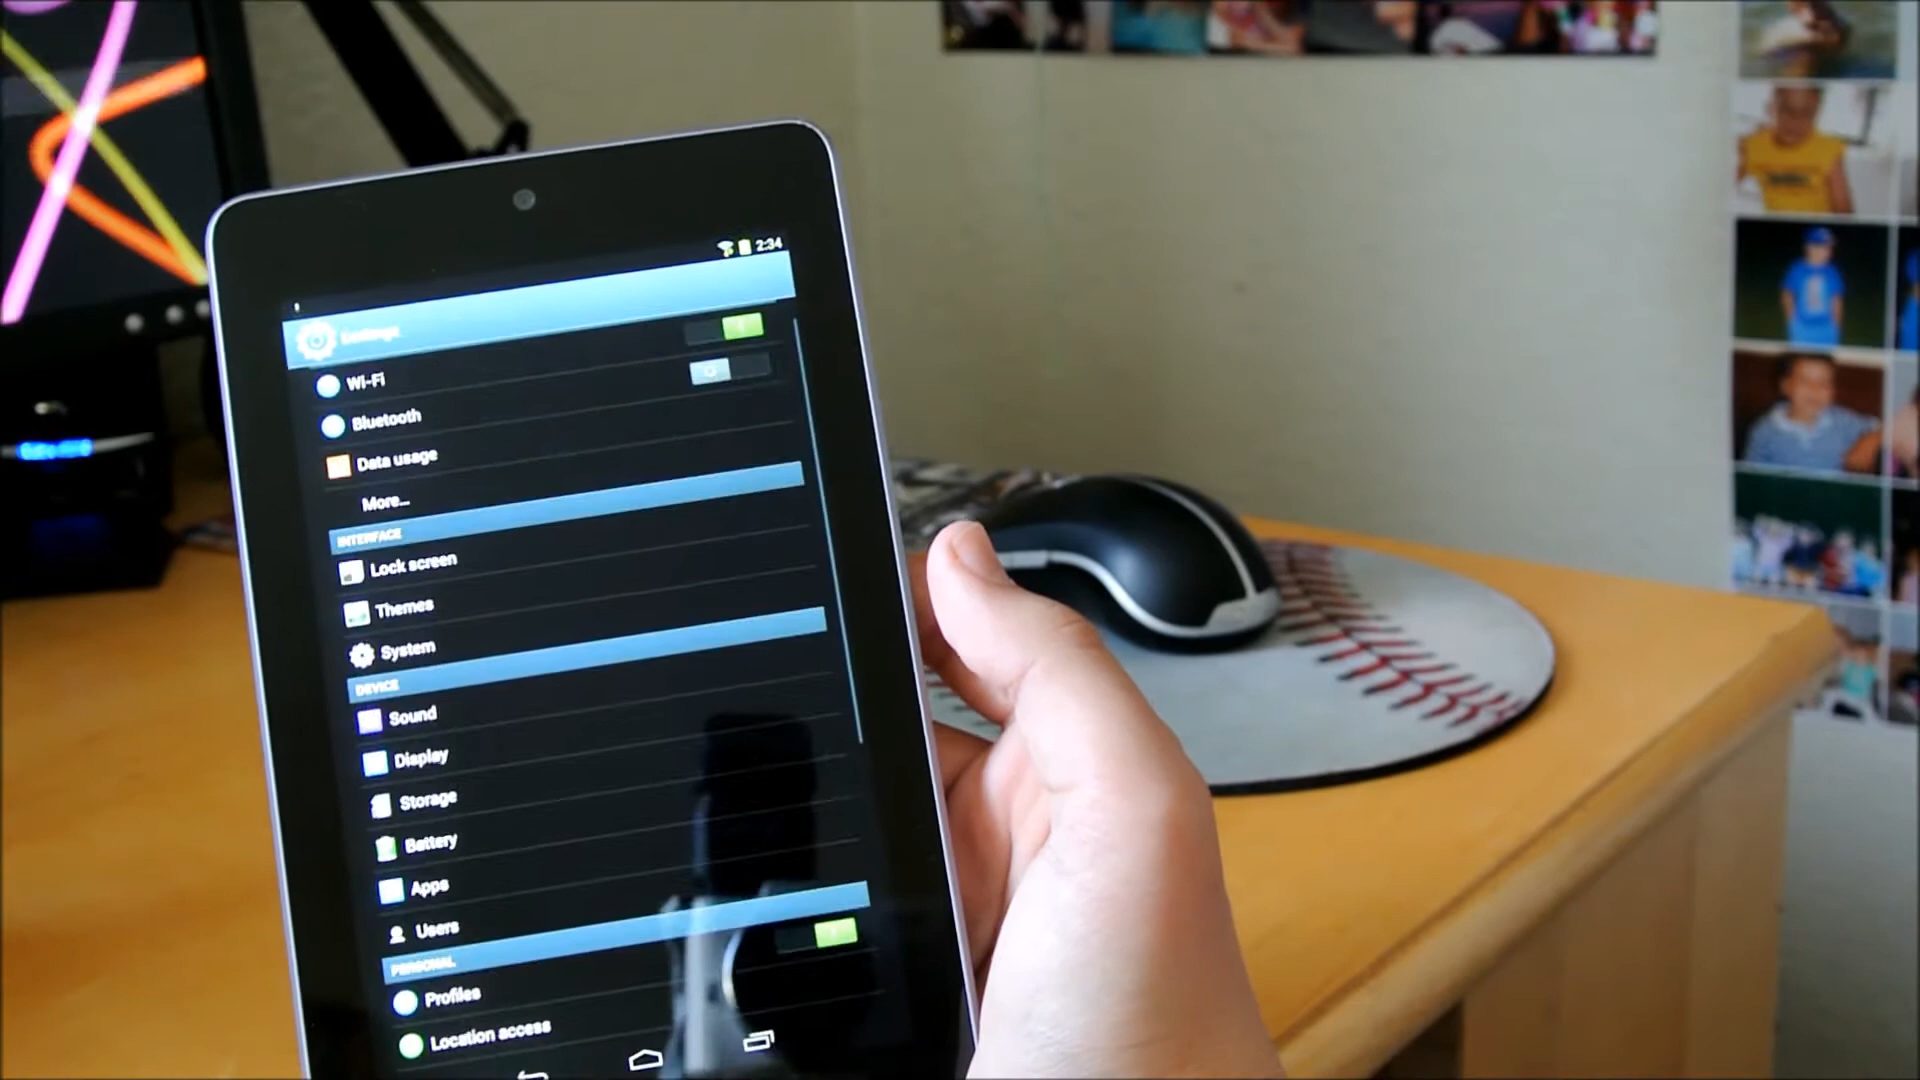 2:34
Settings
Wi-Fi
Bluetooth
Data usage
More...
INTERFACE
Lock screen
Themes
System
DEVICE
Sound
Display
Storage
Battery
Apps
Users
PERSONAL
Profiles
Location access